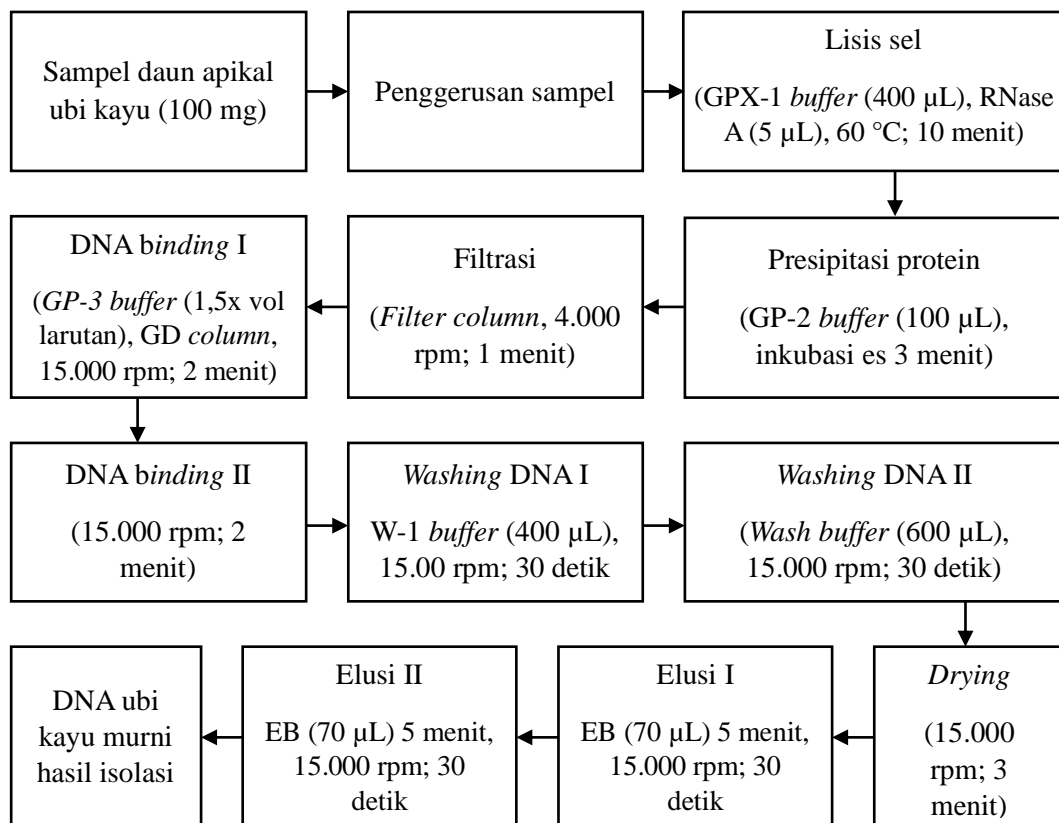 Sampel daun apikal
ubi kayu (100 mg)
Penggerusan sampel
Lisis sel
(GPX-1 buffer (400 µL), RNase
A (5 µL), 60 °C; 10 menit)
Presipitasi protein
(GP-2 buffer (100 µL),
inkubasi es 3 menit)
Filtrasi
(Filter column, 4.000
rpm; 1 menit)
DNA binding I
(GP-3 buffer (1,5x vol
larutan), GD column,
15.000 rpm; 2 menit)
DNA binding II
(15.000 rpm; 2
menit)
Washing DNA I
W-1 buffer (400 µL),
15.00 rpm; 30 detik
Washing DNA II
(Wash buffer (600 µL),
15.000 rpm; 30 detik)
Drying
(15.000
rpm; 3
menit)
Elusi I
EB (70 µL) 5 menit,
15.000 rpm; 30
detik
Elusi II
EB (70 µL) 5 menit,
15.000 rpm; 30
detik
DNA ubi
kayu murni
hasil isolasi